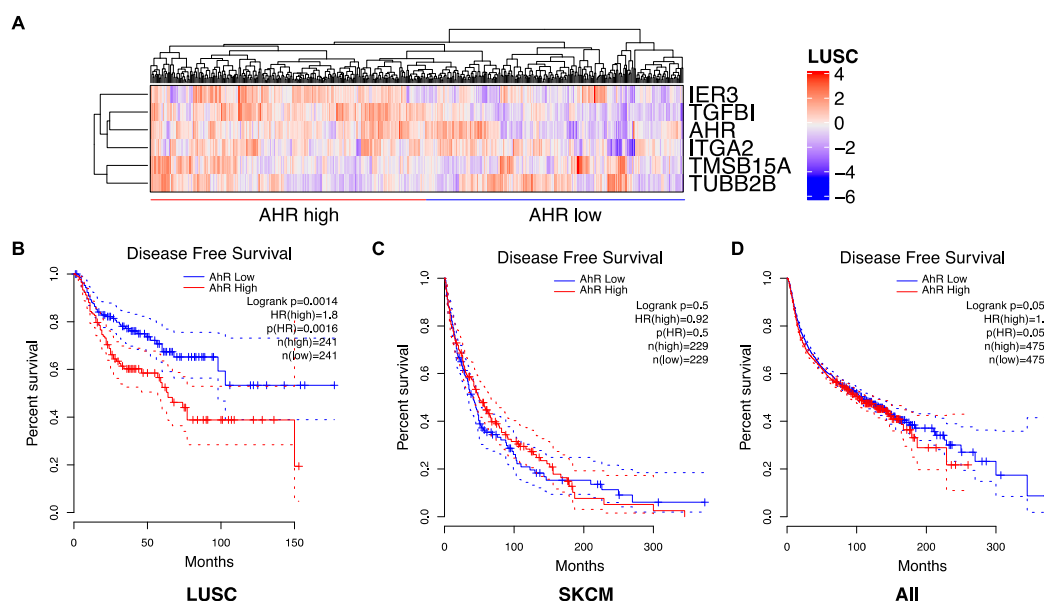 A
LUSC
4
2
0
−2
−4
−6
IER3
TGFBI
AHR
ITGA2
TMSB15A
TUBB2B
AHR high
AHR low
B
Disease Free Survival
AhR Low
AhR High
Logrank p=0.0014
HR(high)=1.8
p(HR)=0.0016
n(high)=241
n(low)=241
Percent survival
0.0
0.2
0.4
0.6
0.8
1.0
0
50
100
150
Months
LUSC
C
Disease Free Survival
AhR Low
AhR High
Logrank p=0.5
HR(high)=0.92
p(HR)=0.5
n(high)=229
n(low)=229
Percent survival
0.0
0.2
0.4
0.6
0.8
1.0
0
100
200
300
Months
SKCM
D
Disease Free Survival
AhR Low
AhR High
Logrank p=0.05
HR(high)=1.
p(HR)=0.05
n(high)=475
n(low)=475
Percent survival
0.0
0.2
0.4
0.6
0.8
1.0
0
100
200
300
Months
All